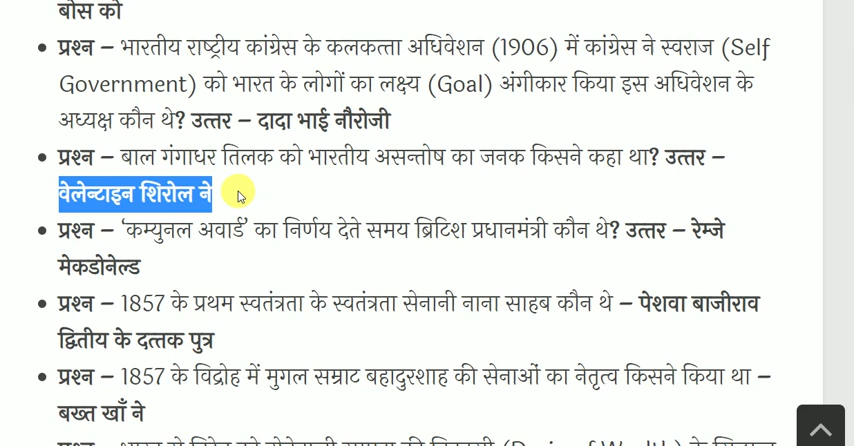 बोस को
प्रश्न – भारतीय राष्ट्रीय कांग्रेस के कलकत्ता अधिवेशन (1906) में कांग्रेस ने स्वराज (Self
Government) को भारत के लोगों का लक्ष्य (Goal) अंगीकार किया इस अधिवेशन के
अध्यक्ष कौन थे? उत्तर – दादा भाई नौरोजी
प्रश्न – बाल गंगाधर तिलक को भारतीय असन्तोष का जनक किसने कहा था? उत्तर –
वेलेन्टाइन शिरोल ने
प्रश्न – ‘कम्युनल अवार्ड’ का निर्णय देते समय ब्रिटिश प्रधानमंत्री कौन थे? उत्तर – रेम्जे
मेकडोनेल्ड
प्रश्न – 1857 के प्रथम स्वतंत्रता के स्वतंत्रता सेनानी नाना साहब कौन थे – पेशवा बाजीराव
द्वितीय के दत्तक पुत्र
प्रश्न – 1857 के विद्रोह में मुगल सम्राट बहादुरशाह की सेनाओं का नेतृत्व किसने किया था –
बख्त खाँ ने